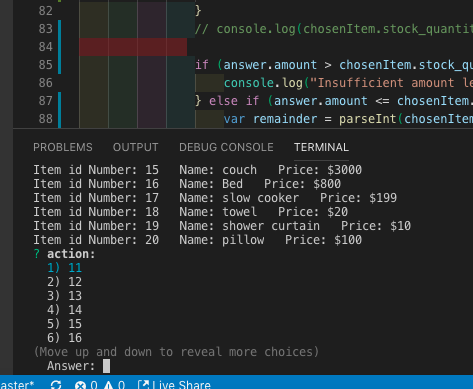 82 }
83 // console.log(chosenItem.stock_quantit
84
85 if (answer.amount > chosenItem.stock_qu
86 console.log("Insufficient amount le
87 } else if (answer.amount <= chosenItem.
88 var remainder = parseInt(chosenItem
PROBLEMS OUTPUT DEBUG CONSOLE TERMINAL
Item id Number: 15 Name: couch Price: $3000
Item id Number: 16 Name: Bed Price: $800
Item id Number: 17 Name: slow cooker Price: $199
Item id Number: 18 Name: towel Price: $20
Item id Number: 19 Name: shower curtain Price: $10
Item id Number: 20 Name: pillow Price: $100
? action:
1) 11
2) 12
3) 13
4) 14
5) 15
6) 16
(Move up and down to reveal more choices)
Answer:
aster* 0 0 Live Share